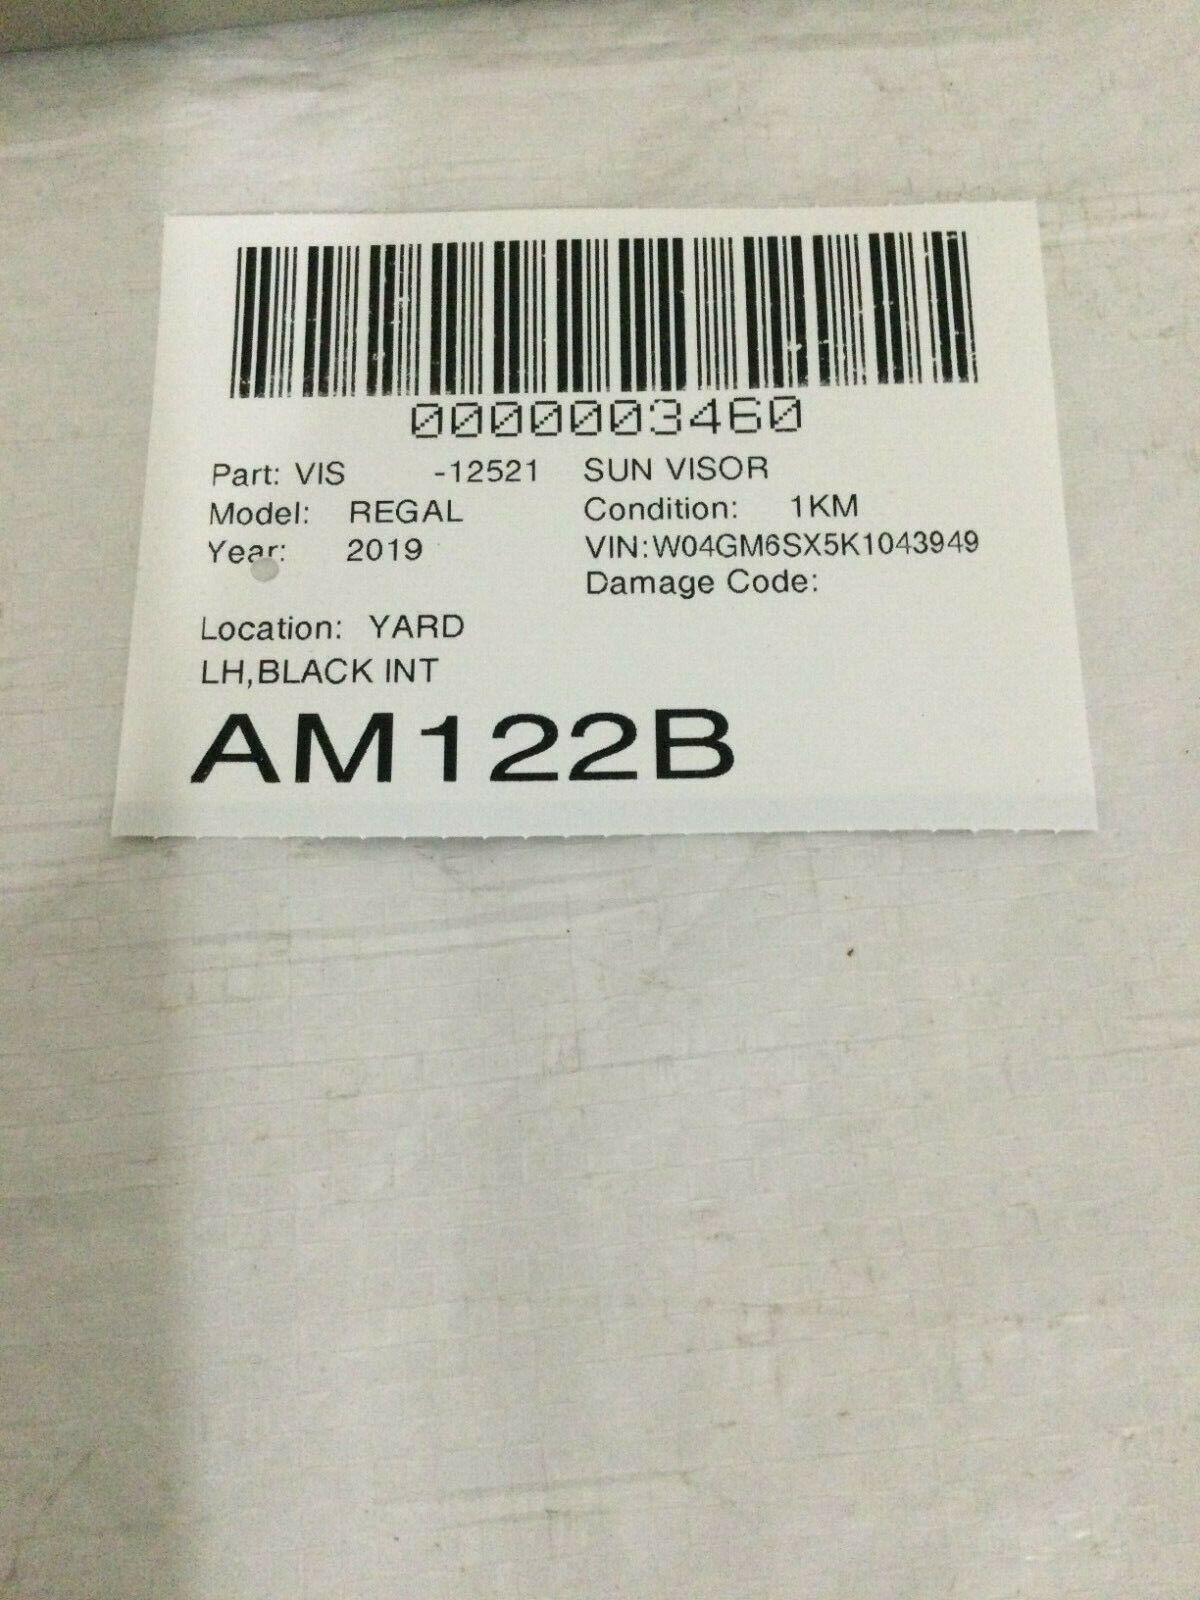 0000003460
Part: VIS -12521 SUN VISOR
Model: REGAL Condition: 1KM
Year: 2019 VIN:W04GM6SX5K1043949
Damage Code:
Location: YARD
LH,BLACK INT
AM122B